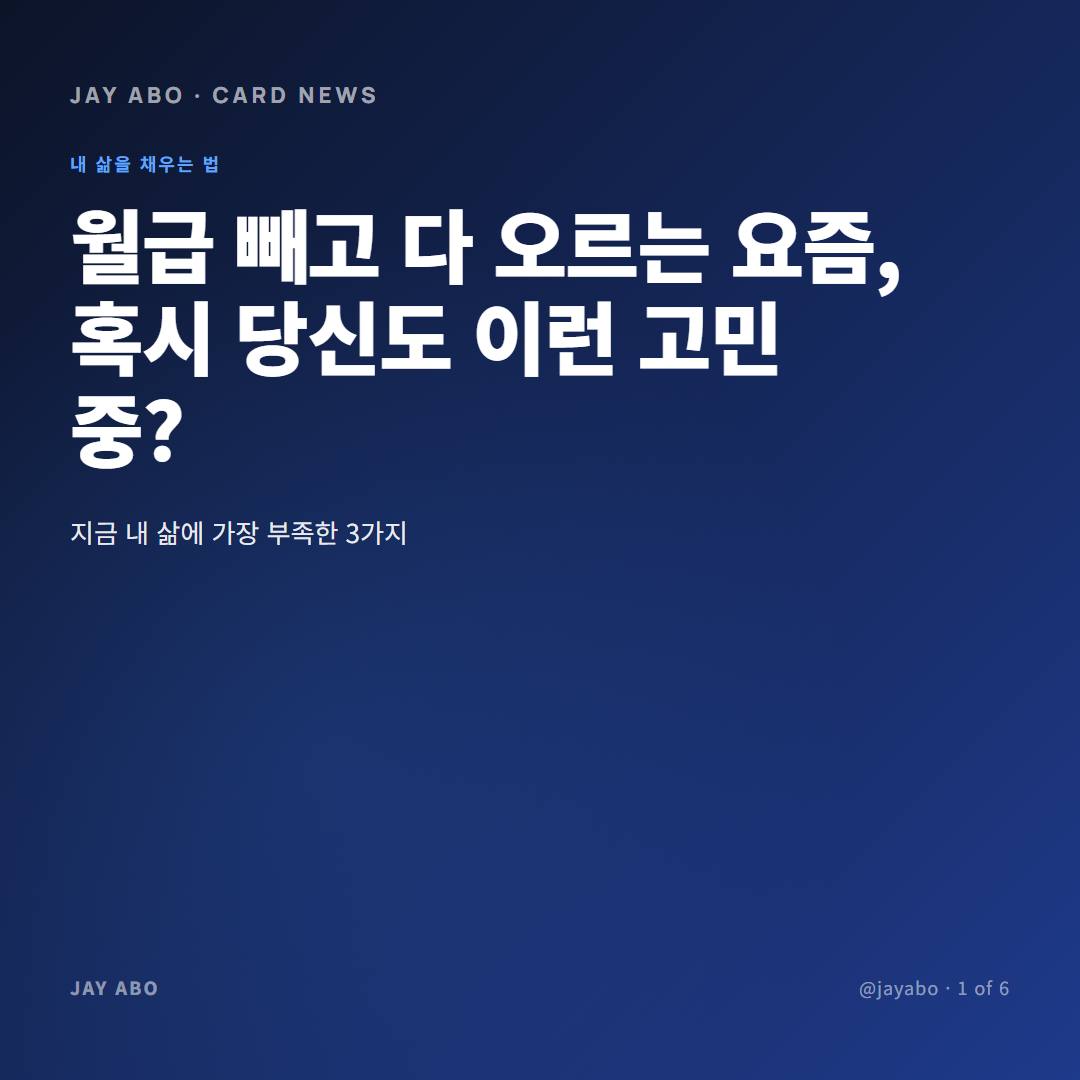 JAY ABO · CARD NEWS
내 삶을 채우는 법
월급 빼고 다 오르는 요즘,
혹시 당신도 이런 고민
중?
지금 내 삶에 가장 부족한 3가지
JAY ABO
@jayabo · 1 of 6